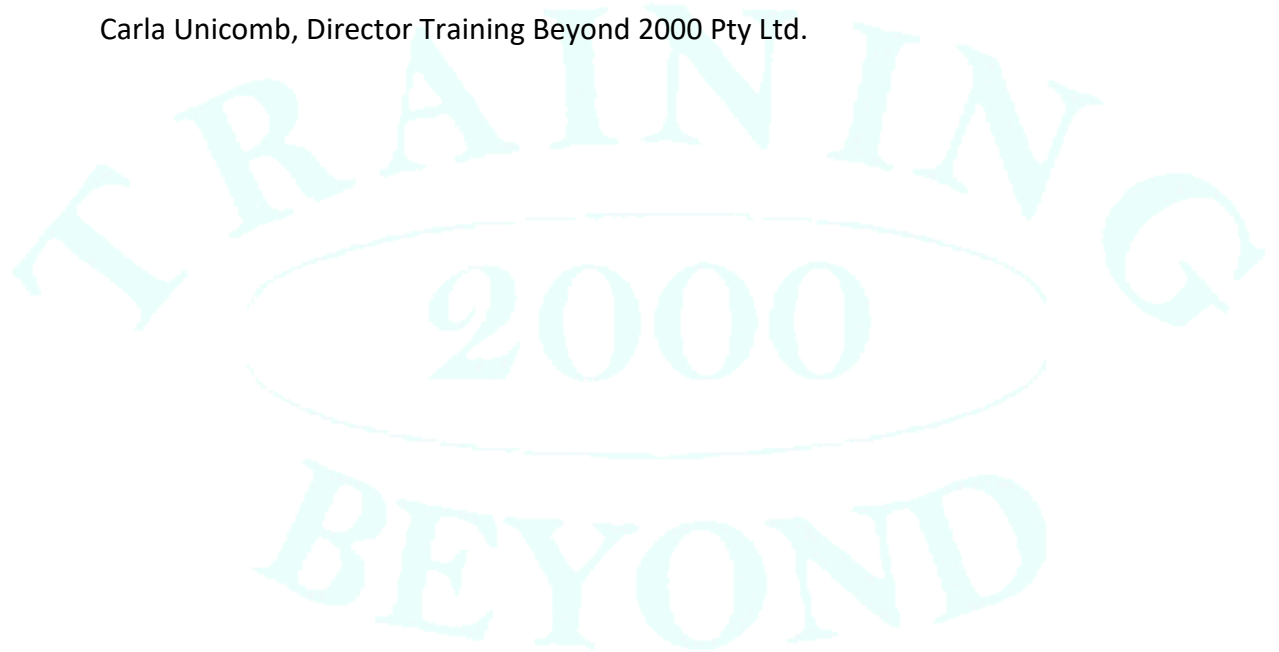 Carla Unicomb, Director Training Beyond 2000 Pty Ltd.
TRAINING
2000
BEYOND